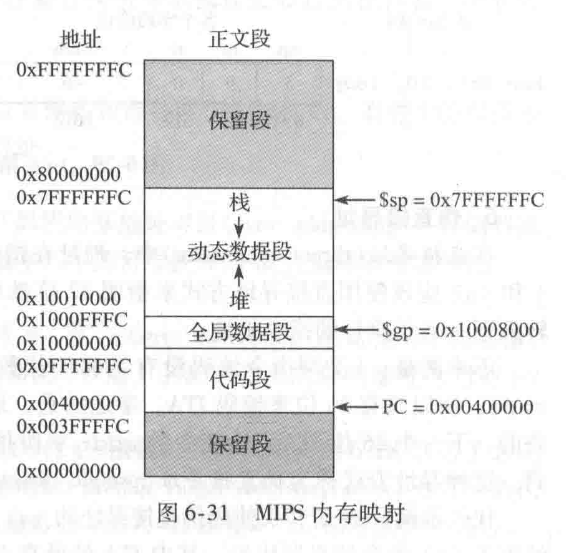 地址 正文段
0xFFFFFFFC
保留段
0x80000000
0x7FFFFFFC
栈
$sp = 0x7FFFFFFC
动态数据段
堆
0x10010000
0x1000FFFC
全局数据段
$gp = 0x10008000
0x10000000
0x0FFFFFFC
代码段
0x00400000
PC = 0x00400000
0x003FFFFC
保留段
0x00000000
图 6-31 MIPS 内存映射